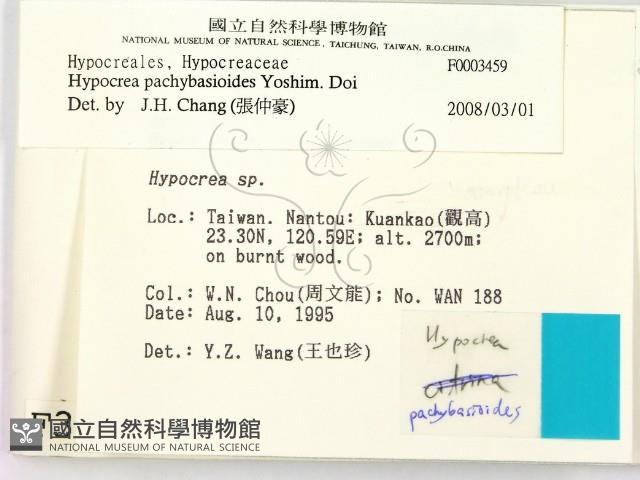 國立自然科學博物館
NATIONAL MUSEUM OF NATURAL SCIENCE, TAICHUNG, TAIWAN, R.O.CHINA
Hypocreales, Hypocreaceae F0003459
Hypocrea pachybasioides Yoshim. Doi
Det. by J.H. Chang (張仲豪) 2008/03/01
Hypocrea sp.
Loc.: Taiwan. Nantou: Kuankao(觀高)
23.30N, 120.59E; alt. 2700m;
on burnt wood.
Col.: W.N. Chou(周文能); No. WAN 188
Date: Aug. 10, 1995
Det.: Y.Z. Wang(王也珍)
Hypocrea
pachybasioides
國立自然科學博物館
NATIONAL MUSEUM OF NATURAL SCIENCE